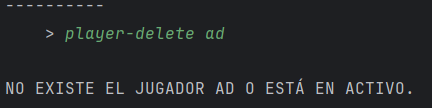 ----------
> player-delete ad
NO EXISTE EL JUGADOR AD O ESTÁ EN ACTIVO.